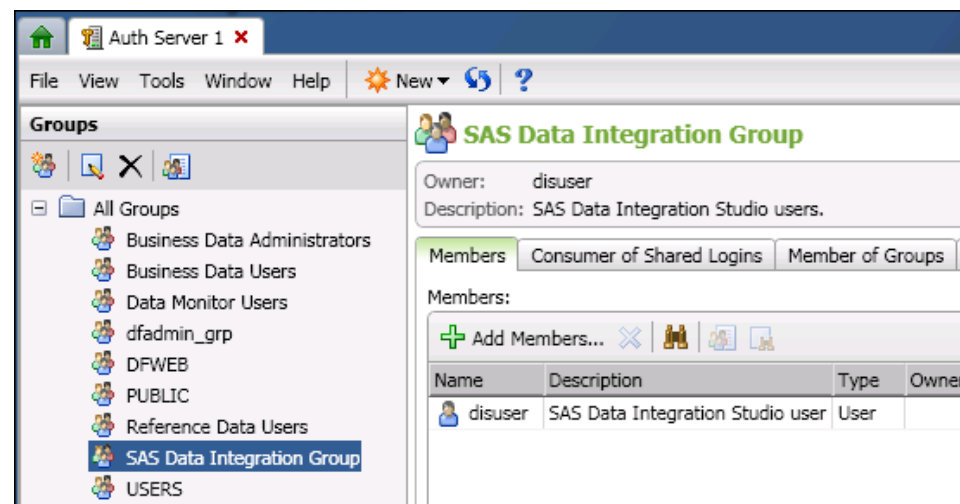 Auth Server 1
File View Tools Window Help New ?
Groups
SAS Data Integration Group
Owner: disuser
Description: SAS Data Integration Studio users.
All Groups
Business Data Administrators
Business Data Users
Data Monitor Users
dfadmin_grp
DFWEB
PUBLIC
Reference Data Users
SAS Data Integration Group
USERS
Members Consumer of Shared Logins Member of Groups
Members:
Add Members...
Name Description Type Owner
disuser SAS Data Integration Studio user User